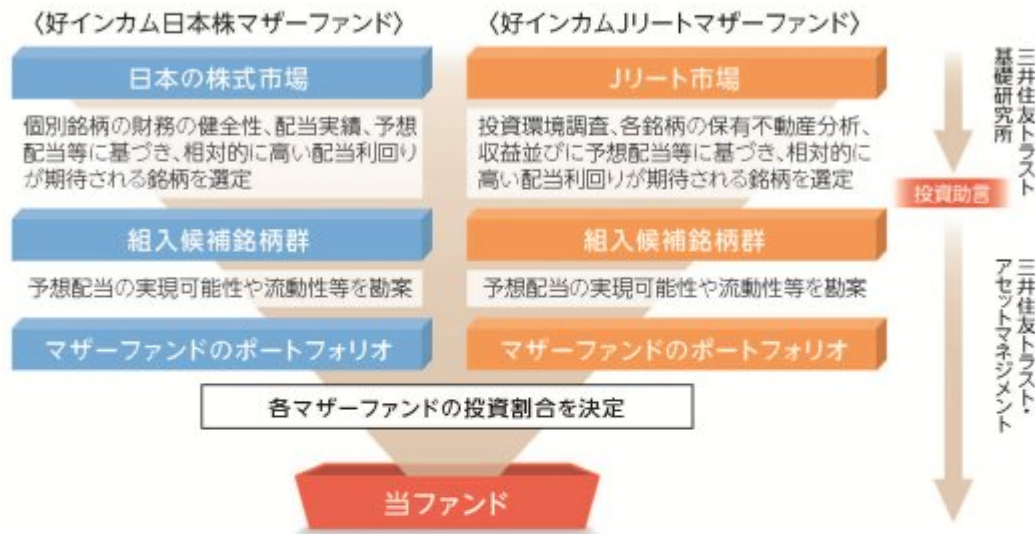 〈好インカム日本株マザーファンド〉
日本の株式市場
個別銘柄の財務の健全性、配当実績、予想
配当等に基づき、相対的に高い配当利回り
が期待される銘柄を選定
組入候補銘柄群
予想配当の実現可能性や流動性等を勘案
マザーファンドのポートフォリオ
〈好インカムJリートマザーファンド〉
Jリート市場
投資環境調査、各銘柄の保有不動産分析、
収益並びに予想配当等に基づき、相対的に
高い配当利回りが期待される銘柄を選定
組入候補銘柄群
予想配当の実現可能性や流動性等を勘案
マザーファンドのポートフォリオ
各マザーファンドの投資割合を決定
当ファンド
三井住友トラスト
基礎研究所
投資助言
三井住友トラスト・
アセットマネジメント